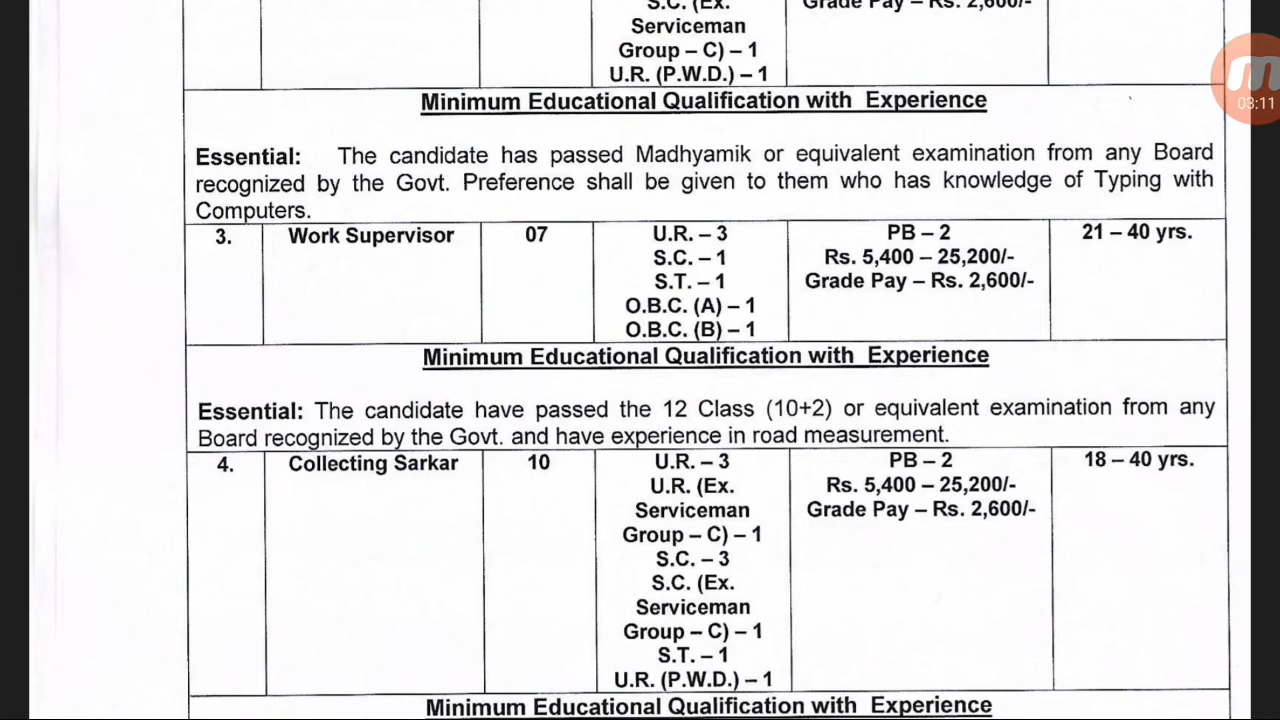 S.C. (Ex. Grade Pay – Rs. 2,600/-
Serviceman
Group – C) – 1
U.R. (P.W.D.) – 1
Minimum Educational Qualification with Experience
03:11
Essential: The candidate has passed Madhyamik or equivalent examination from any Board
recognized by the Govt. Preference shall be given to them who has knowledge of Typing with
Computers.
3. Work Supervisor 07 U.R. – 3 PB – 2 21 – 40 yrs.
S.C. – 1 Rs. 5,400 – 25,200/-
S.T. – 1 Grade Pay – Rs. 2,600/-
O.B.C. (A) – 1
O.B.C. (B) – 1
Minimum Educational Qualification with Experience
Essential: The candidate have passed the 12 Class (10+2) or equivalent examination from any
Board recognized by the Govt. and have experience in road measurement.
4. Collecting Sarkar 10 U.R. – 3 PB – 2 18 – 40 yrs.
U.R. (Ex. Rs. 5,400 – 25,200/-
Serviceman Grade Pay – Rs. 2,600/-
Group – C) – 1
S.C. – 3
S.C. (Ex.
Serviceman
Group – C) – 1
S.T. – 1
U.R. (P.W.D.) – 1
Minimum Educational Qualification with Experience